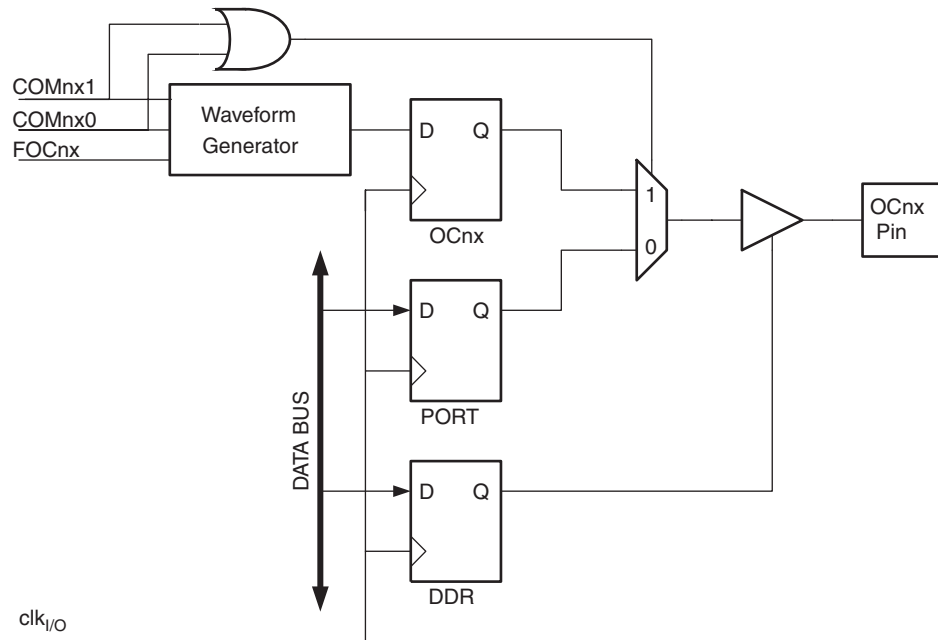 COMnx1
COMnx0
FOCnx
Waveform
Generator
D Q
OCnx
1
0
OCnx
Pin
D Q
PORT
DATA BUS
D Q
DDR
clkI/O